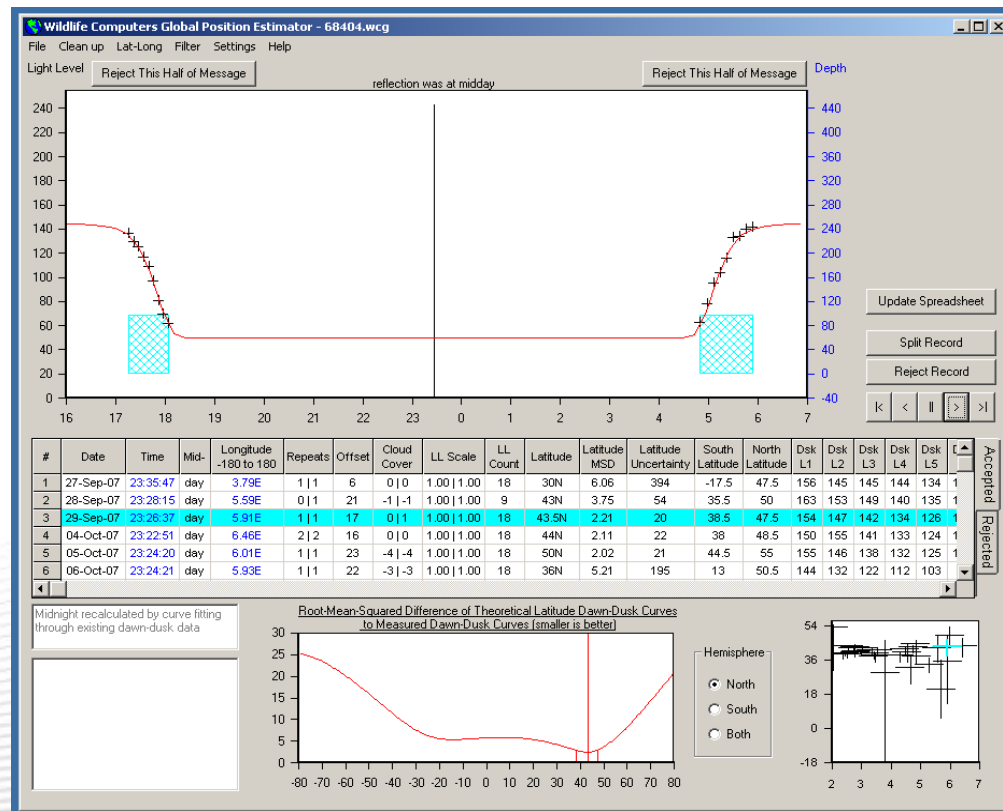 Wildlife Computers Global Position Estimator - 68404.wcg
File Clean up Lat-Long Filter Settings Help
Light Level Reject This Half of Message Reject This Half of Message Depth
reflection was at midday
240 440
220 400
200 360
180 320
160 280
140 240
120 200
100 160
80 120
60 80
40 40
20 0
0 -40
16 17 18 19 20 21 22 23 0 1 2 3 4 5 6 7
Update Spreadsheet
Split Record
Reject Record
|< < || > >|
# Date Time Mid- Longitude -180 to 180 Repeats Offset Cloud Cover LL Scale LL Count Latitude Latitude MSD Latitude Uncertainty South Latitude North Latitude Dsk L1 Dsk L2 Dsk L3 Dsk L4 Dsk L5
1 27-Sep-07 23:35:47 day 3.79E 1|1 6 0|0 1.00|1.00 18 30N 6.06 394 -17.5 47.5 156 145 145 144 134 1
2 28-Sep-07 23:28:15 day 5.59E 0|1 21 -1|-1 1.00|1.00 9 43N 3.75 54 35.5 50 163 153 149 140 135 1
3 29-Sep-07 23:26:37 day 5.91E 1|1 17 0|1 1.00|1.00 18 43.5N 2.21 20 38.5 47.5 154 147 142 134 126 1
4 04-Oct-07 23:22:51 day 6.46E 2|2 16 0|0 1.00|1.00 18 44N 2.11 22 38 48.5 150 155 141 133 124 1
5 05-Oct-07 23:24:20 day 6.01E 1|1 23 -4|-4 1.00|1.00 18 50N 2.02 21 44.5 55 155 146 138 132 125 1
6 06-Oct-07 23:24:21 day 5.93E 1|1 22 -3|-3 1.00|1.00 18 36N 5.21 195 13 50.5 144 132 122 112 103
Accepted
Rejected
Midnight recalculated by curve fitting
through existing dawn-dusk data
Root-Mean-Squared Difference of Theoretical Latitude Dawn-Dusk Curves
to Measured Dawn-Dusk Curves (smaller is better)
30
25
20
15
10
5
0
-80 -70 -60 -50 -40 -30 -20 -10 0 10 20 30 40 50 60 70 80
Hemisphere
North
South
Both
54
36
18
0
-18
2 3 4 5 6 7